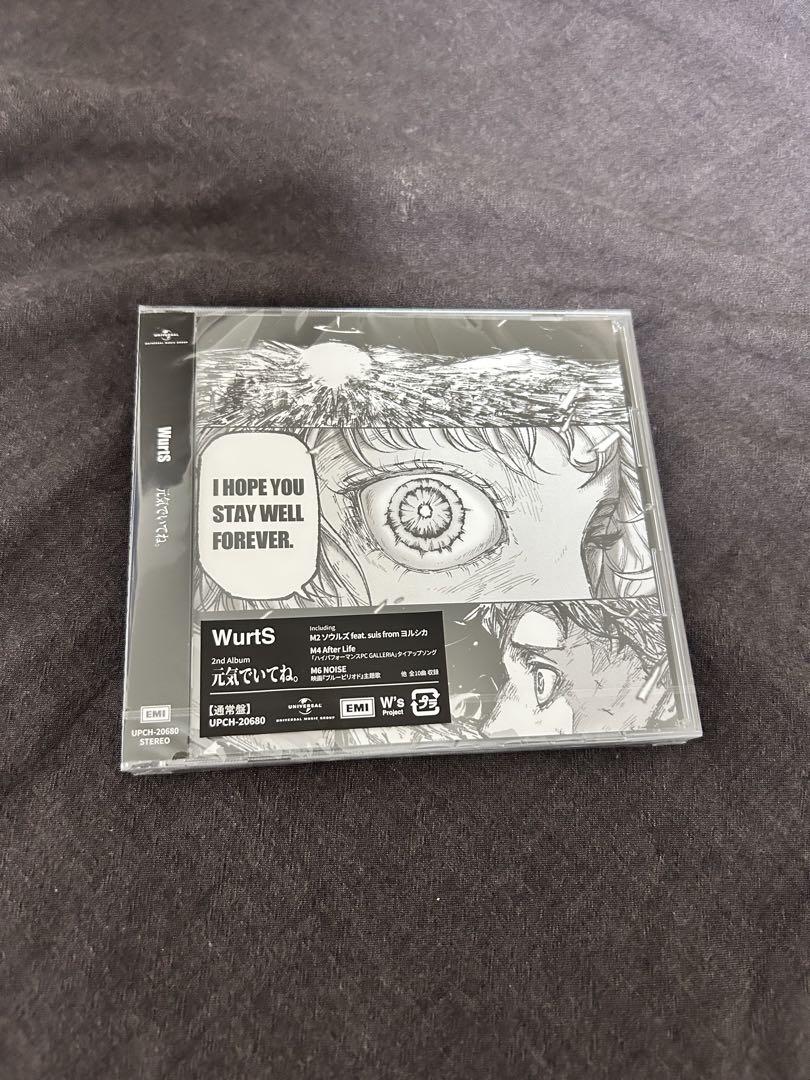 UNIVERSAL
UNIVERSAL MUSIC GROUP
WurtS
元気でいてね。
EMI
UPCH-20680
STEREO
I HOPE YOU
STAY WELL
FOREVER.
WurtS
2nd Album
元気でいてね。
【通常盤】
UPCH-20680
Including
M2 ソウルズ feat. suis from ヨルシカ
M4 After Life
「ハイパフォーマンスPC GALLERIA」タイアップソング
M6 NOISE
映画『ブルーピリオド』主題歌
他 全10曲 収録
UNIVERSAL
UNIVERSAL MUSIC GROUP
EMI
W's
Project
プラ